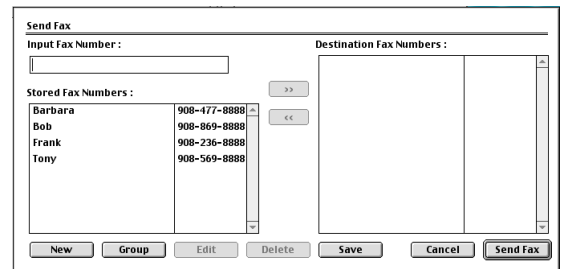 Send Fax
Input Fax Number :
Destination Fax Numbers :
>>
Stored Fax Numbers :
<<
Barbara 908-477-8888
Bob 908-869-8888
Frank 908-236-8888
Tony 908-569-8888
New Group Edit Delete Save Cancel Send Fax